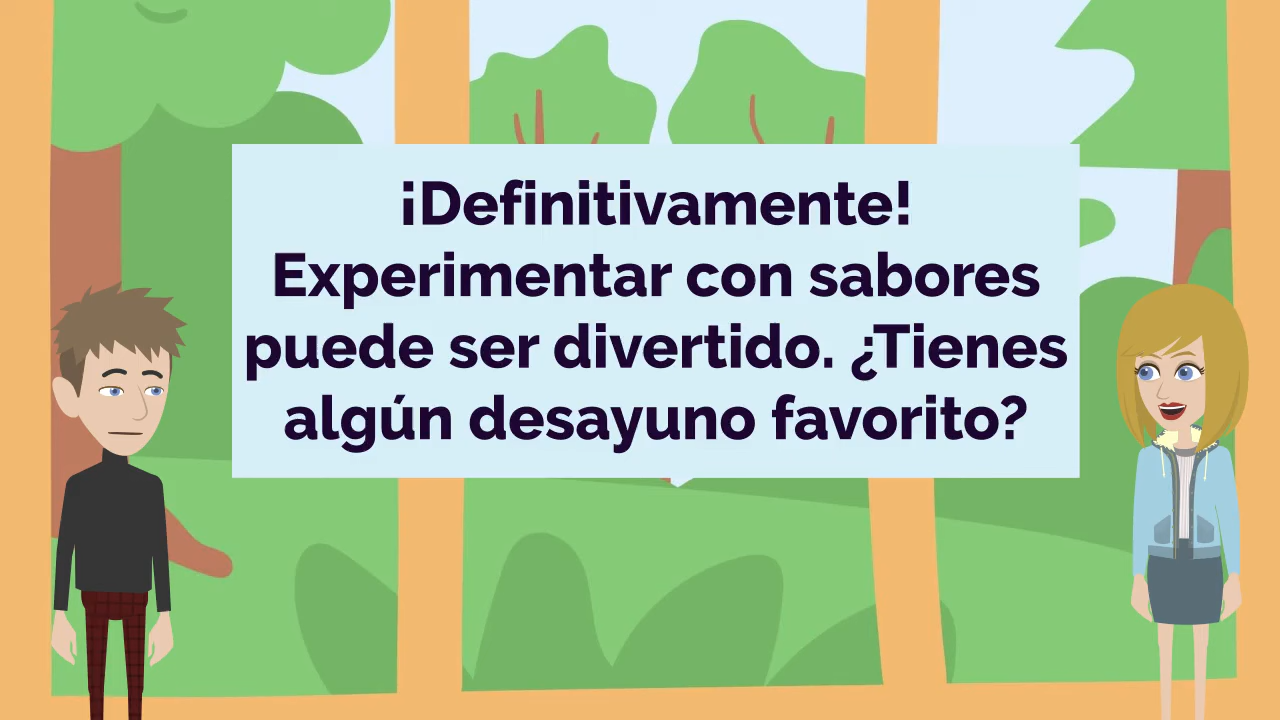 ¡Definitivamente!
Experimentar con sabores
puede ser divertido. ¿Tienes
algún desayuno favorito?